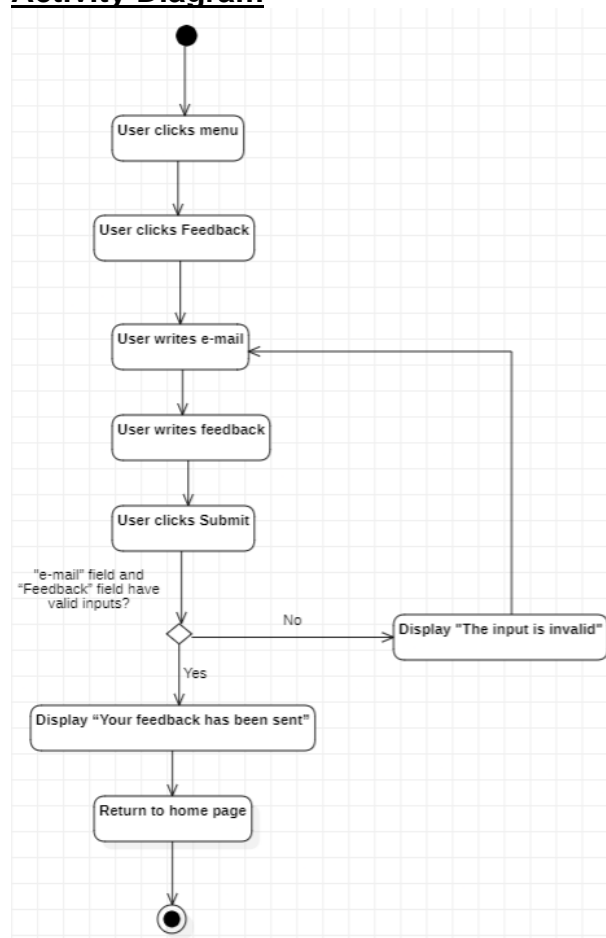 Activity Diagram
User clicks menu
User clicks Feedback
User writes e-mail
User writes feedback
User clicks Submit
"e-mail" field and
“Feedback” field have
valid inputs?
No
Display "The input is invalid"
Yes
Display “Your feedback has been sent”
Return to home page